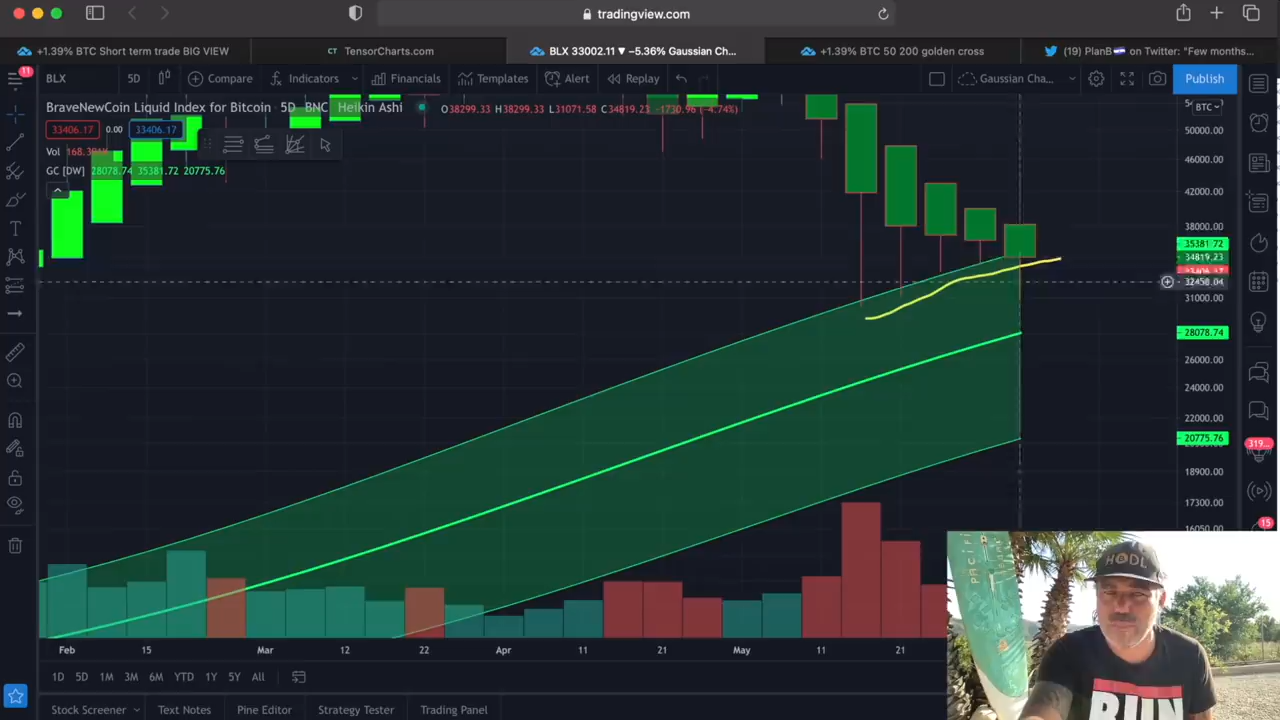 tradingview.com
+1.39% BTC Short term trade BIG VIEW
CT TensorCharts.com
BLX 33002.11 ▼ −5.36% Gaussian Ch...
+1.39% BTC 50 200 golden cross
(19) PlanB on Twitter: "Few months...
11
BLX 5D Compare Indicators Financials Templates Alert Replay Gaussian Cha... Publish
BraveNewCoin Liquid Index for Bitcoin · 5D · BNC Heikin Ashi O38299.33 H38299.33 L31071.58 C34819.23 −1730.96 (−4.74%)
BTC
33406.17 0.00 33406.17
Vol
GC [DW] 28078.74 35381.72 20775.76
50000.00
46000.00
42000.00
38000.00
35381.72
34819.23
32458.04
31000.00
28078.74
26000.00
24000.00
22000.00
20775.76
18900.00
17300.00
16050.00
319...
15
HODL
PACIFI
RUN
Feb 15 Mar 12 22 Apr 11 21 May 11 21
1D 5D 1M 3M 6M YTD 1Y 5Y All
Stock Screener Text Notes Pine Editor Strategy Tester Trading Panel